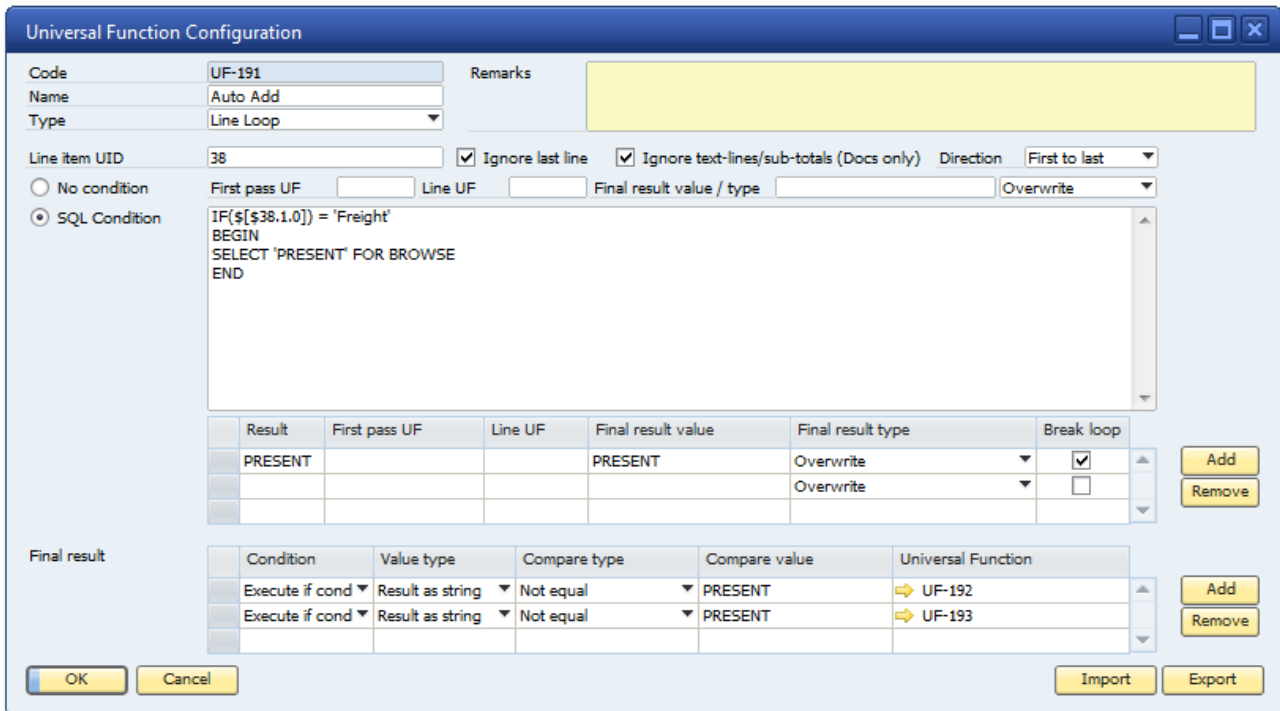 Universal Function Configuration
Code UF-191 Remarks
Name Auto Add
Type Line Loop
Line item UID 38 Ignore last line Ignore text-lines/sub-totals (Docs only) Direction First to last
No condition First pass UF Line UF Final result value / type Overwrite
SQL Condition
IF($[$38.1.0]) = 'Freight'
BEGIN
SELECT 'PRESENT' FOR BROWSE
END
Result First pass UF Line UF Final result value Final result type Break loop
PRESENT PRESENT Overwrite Add
Overwrite Remove
Final result Condition Value type Compare type Compare value Universal Function
Execute if cond Result as string Not equal PRESENT UF-192 Add
Execute if cond Result as string Not equal PRESENT UF-193 Remove
OK Cancel Import Export